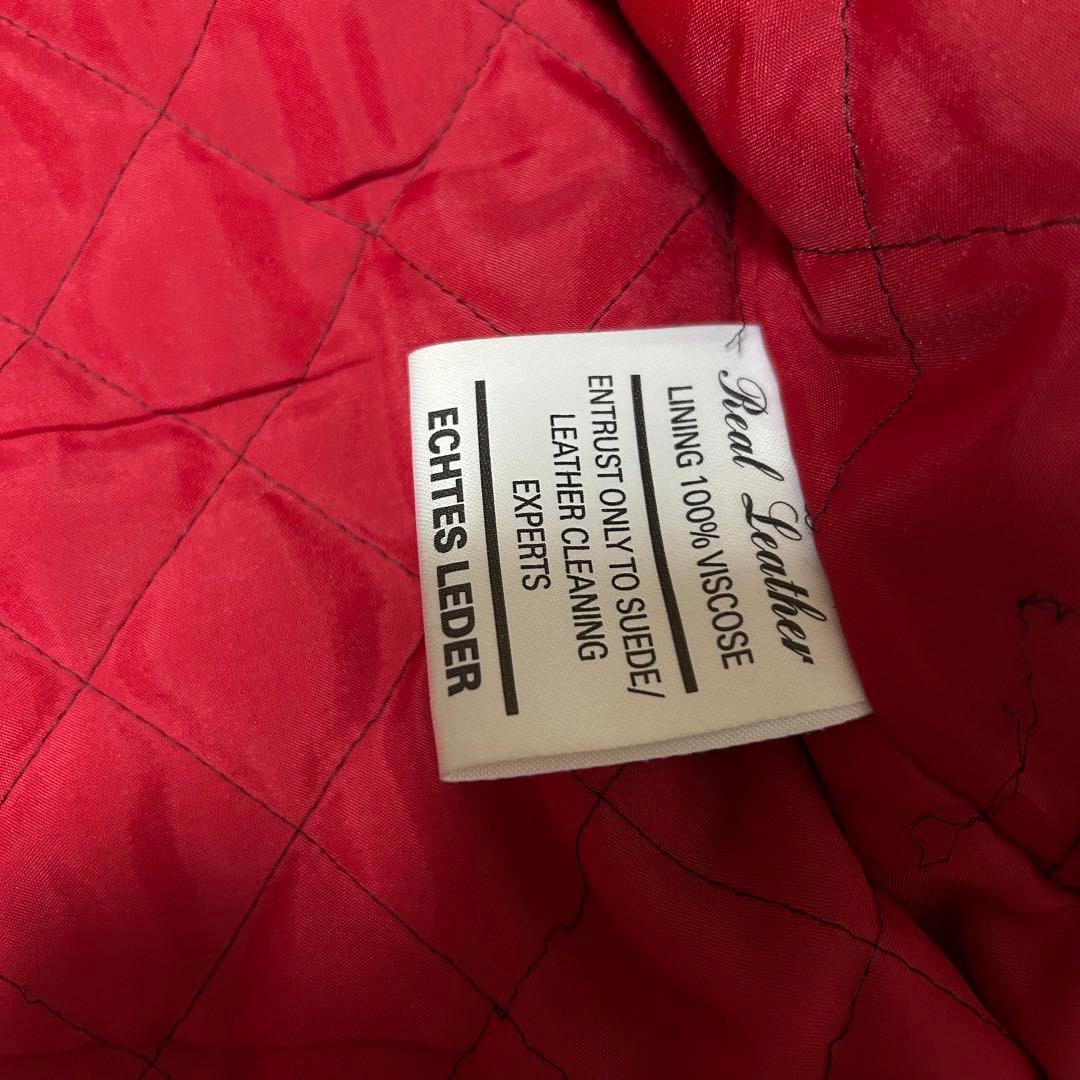 Real Leather
LINING 100% VISCOSE
ENTRUST ONLY TO SUEDE/
LEATHER CLEANING
EXPERTS
ECHTES LEDER